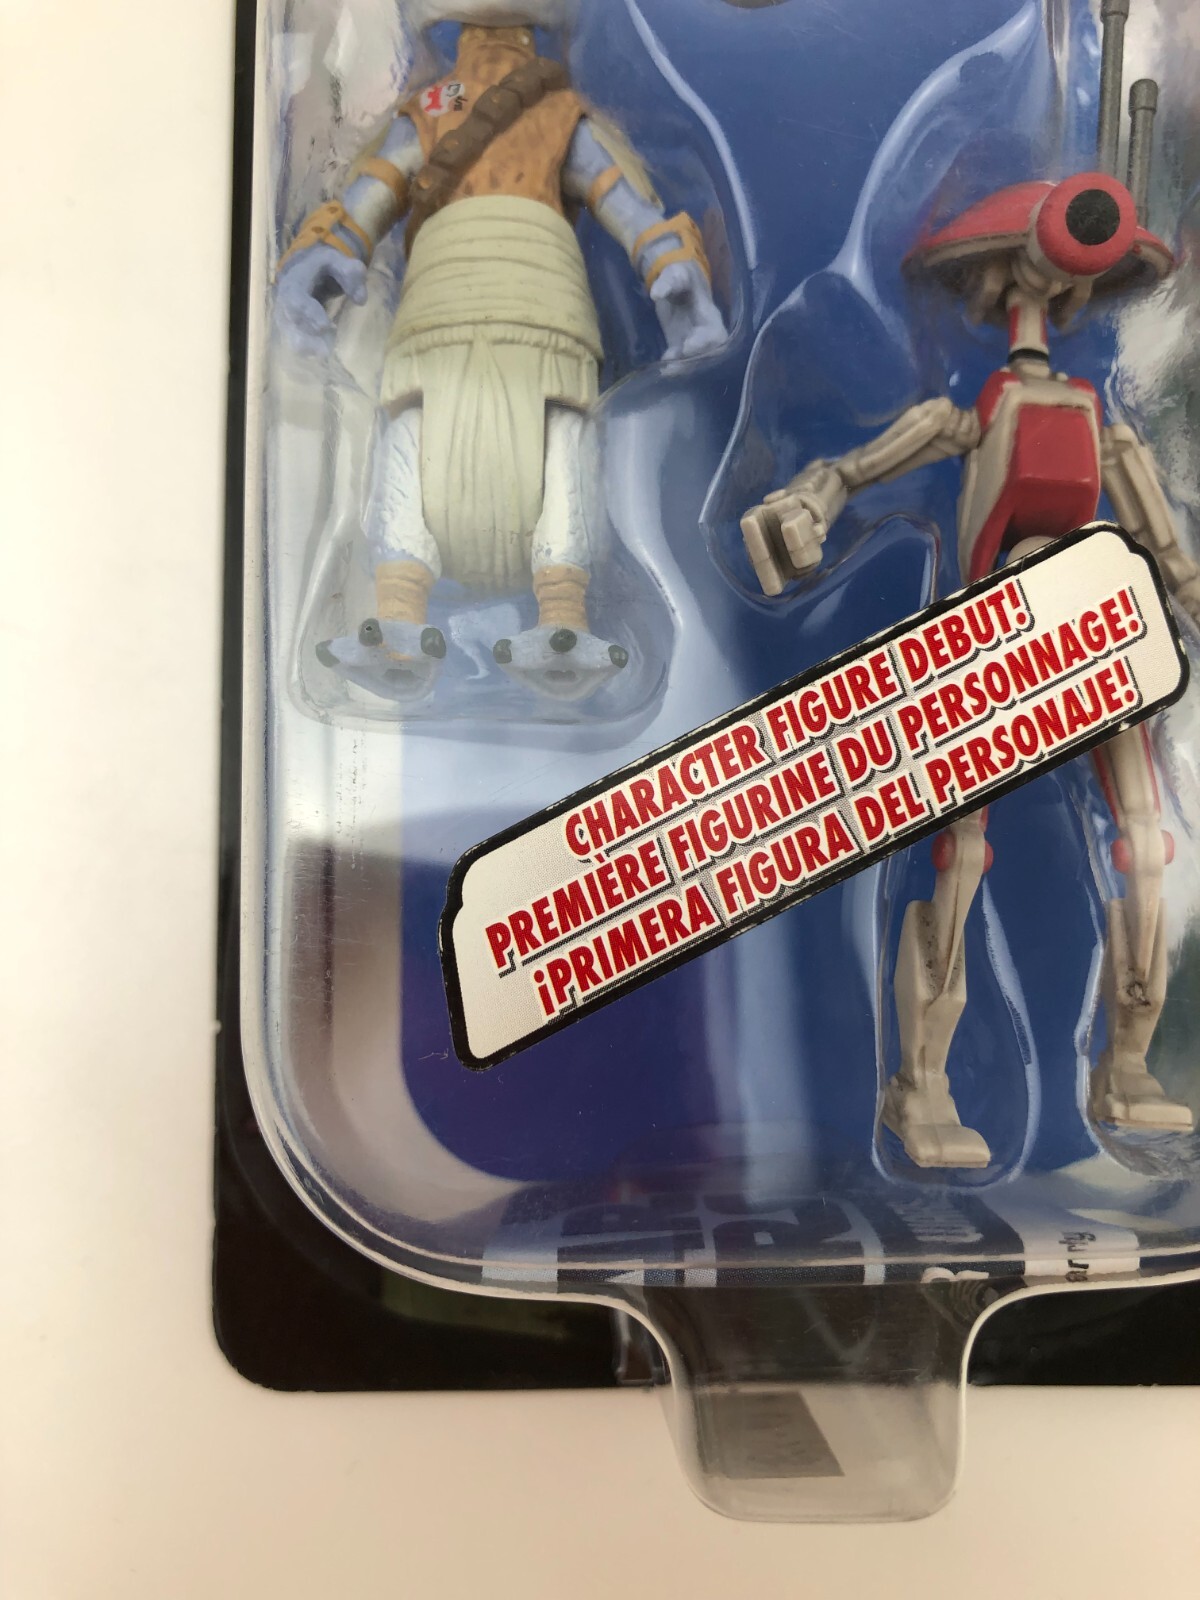 CHARACTER FIGURE DEBUT!
PREMIÈRE FIGURINE DU PERSONNAGE!
¡PRIMERA FIGURA DEL PERSONAJE!